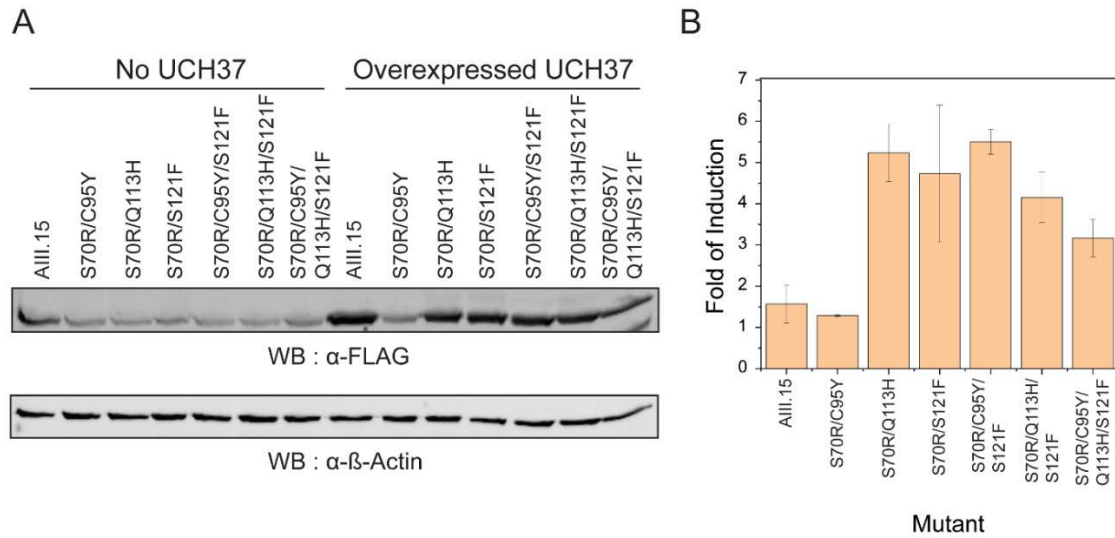 A
No UCH37
Overexpressed UCH37
AIII.15
S70R/C95Y
S70R/Q113H
S70R/S121F
S70R/C95Y/S121F
S70R/Q113H/S121F
S70R/C95Y/
Q113H/S121F
AIII.15
S70R/C95Y
S70R/Q113H
S70R/S121F
S70R/C95Y/S121F
S70R/Q113H/S121F
S70R/C95Y/
Q113H/S121F
WB : α-FLAG
WB : α-ß-Actin
B
Fold of Induction
7
6
5
4
3
2
1
0
AIII.15
S70R/C95Y
S70R/Q113H
S70R/S121F
S70R/C95Y/
S121F
S70R/Q113H/
S121F
S70R/C95Y/
Q113H/S121F
Mutant